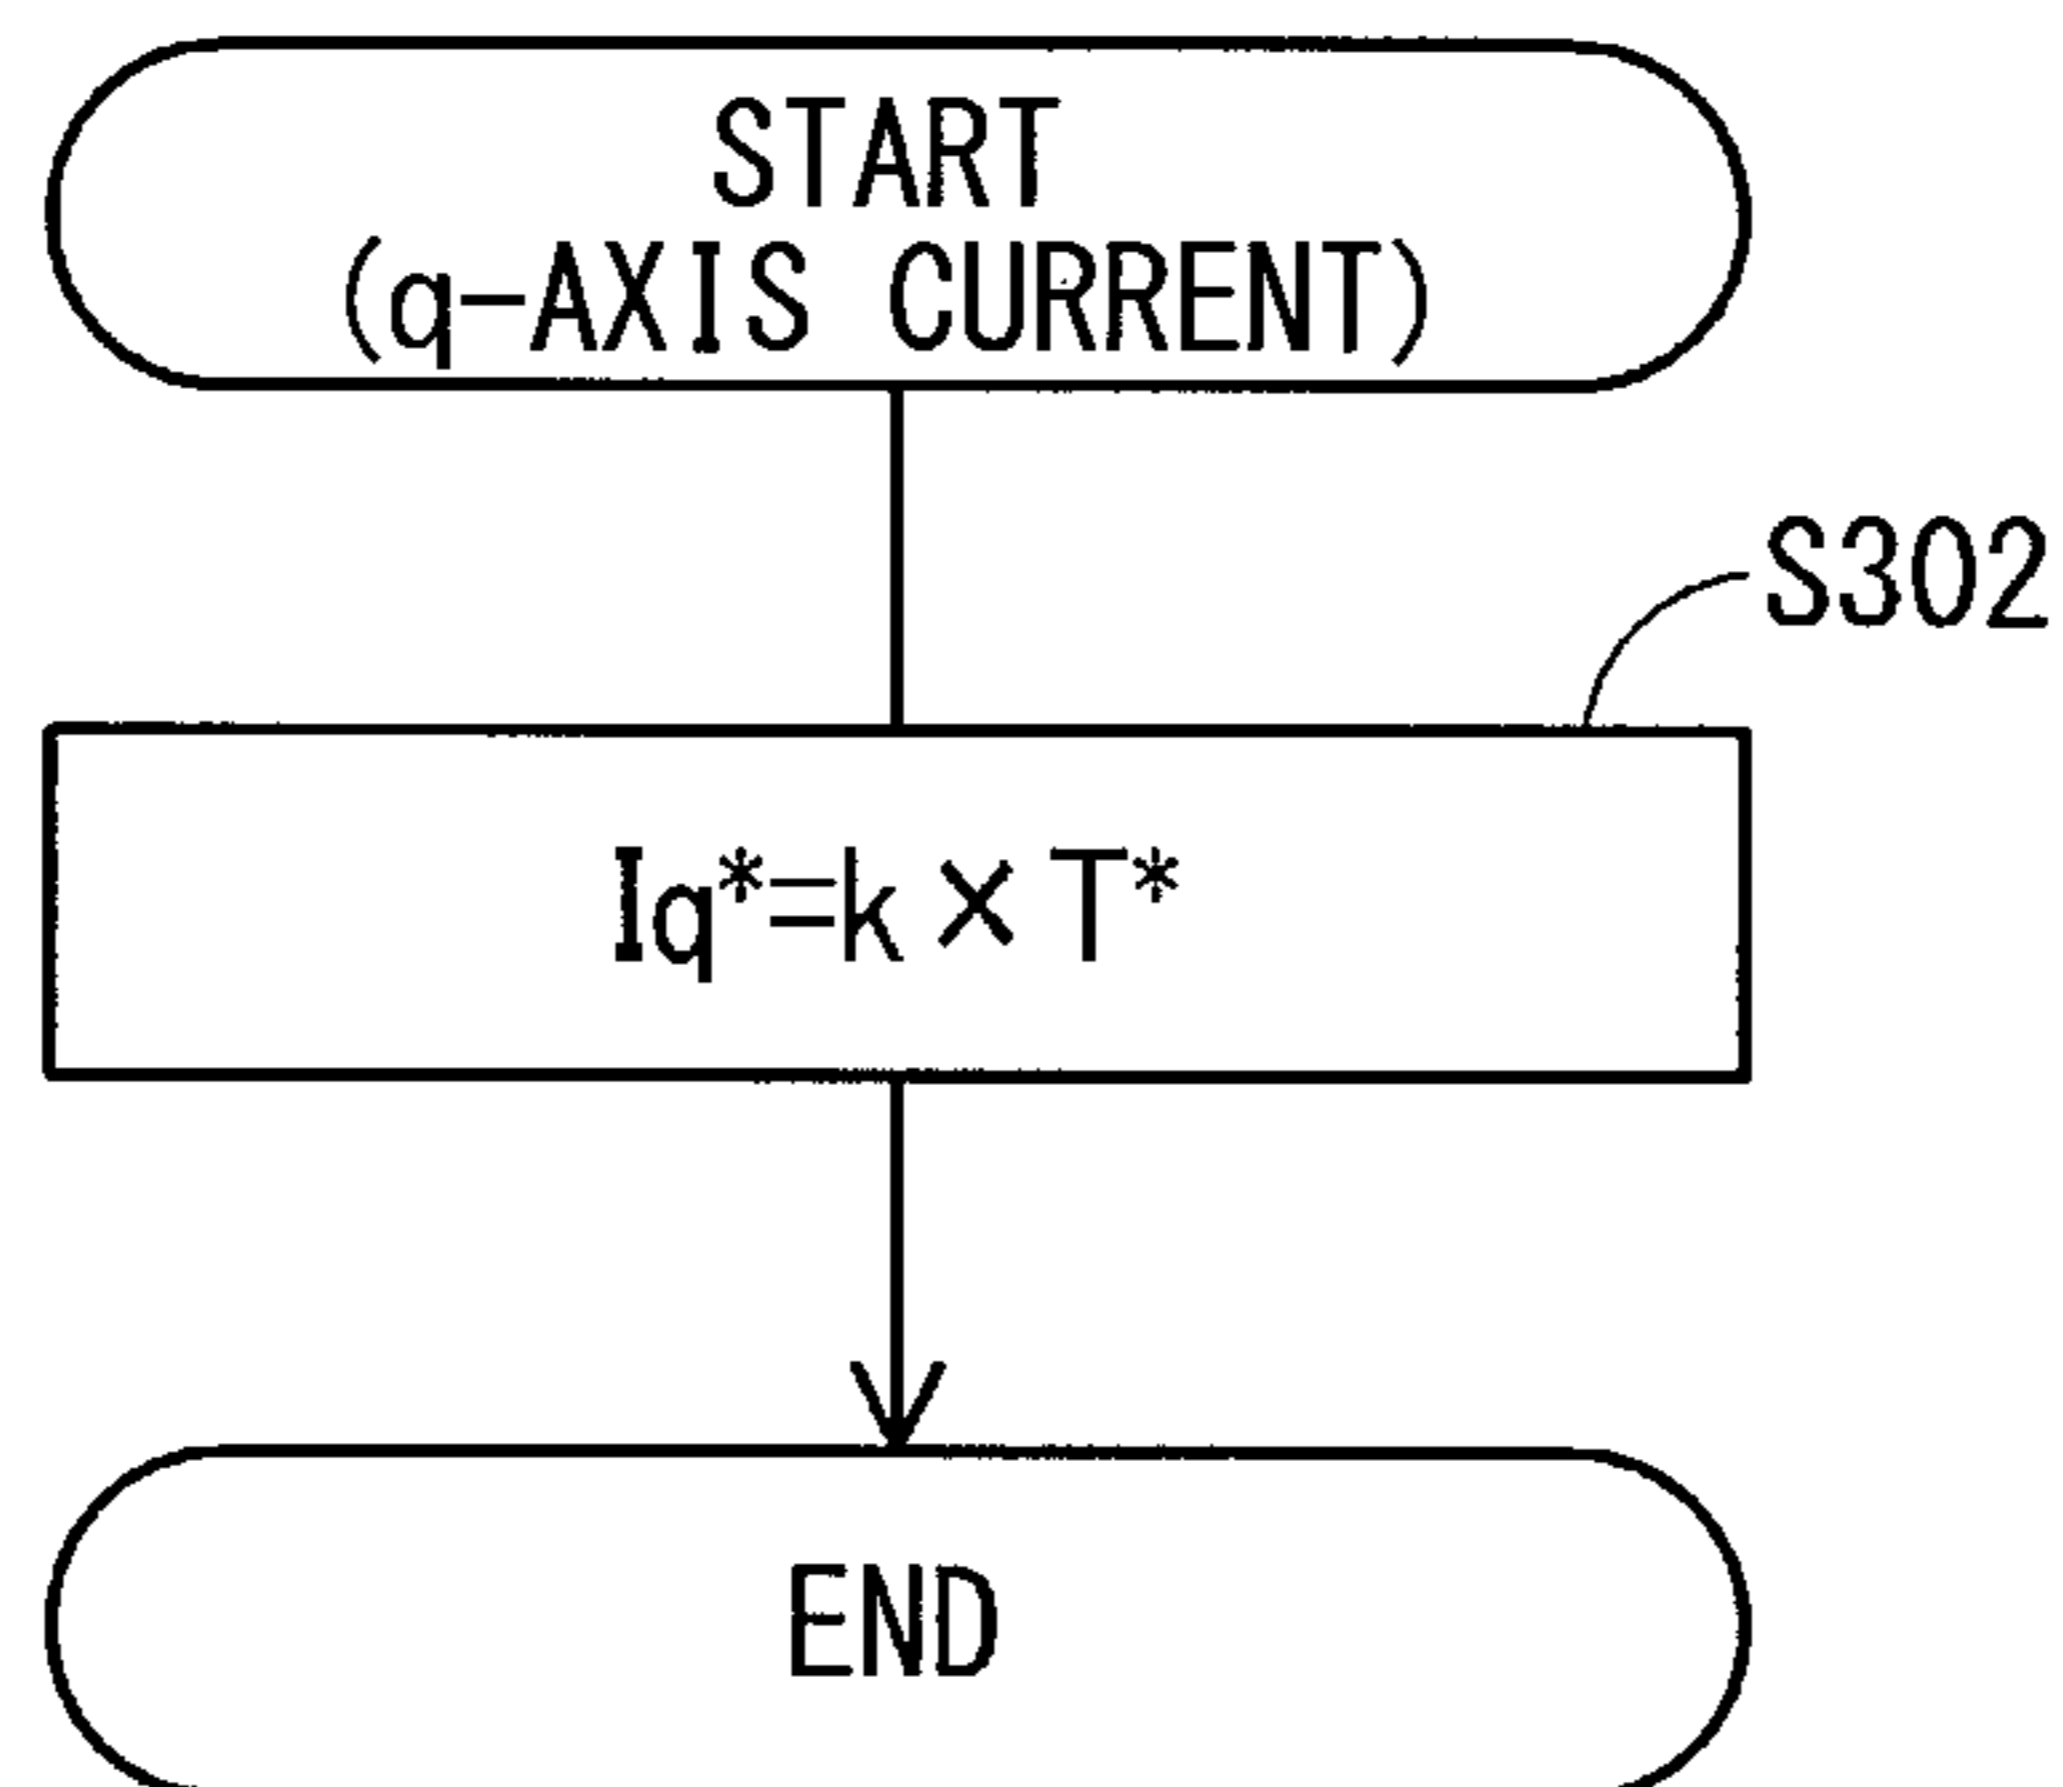 START
(q-AXIS CURRENT)
S302
Iq*=k×T*
END